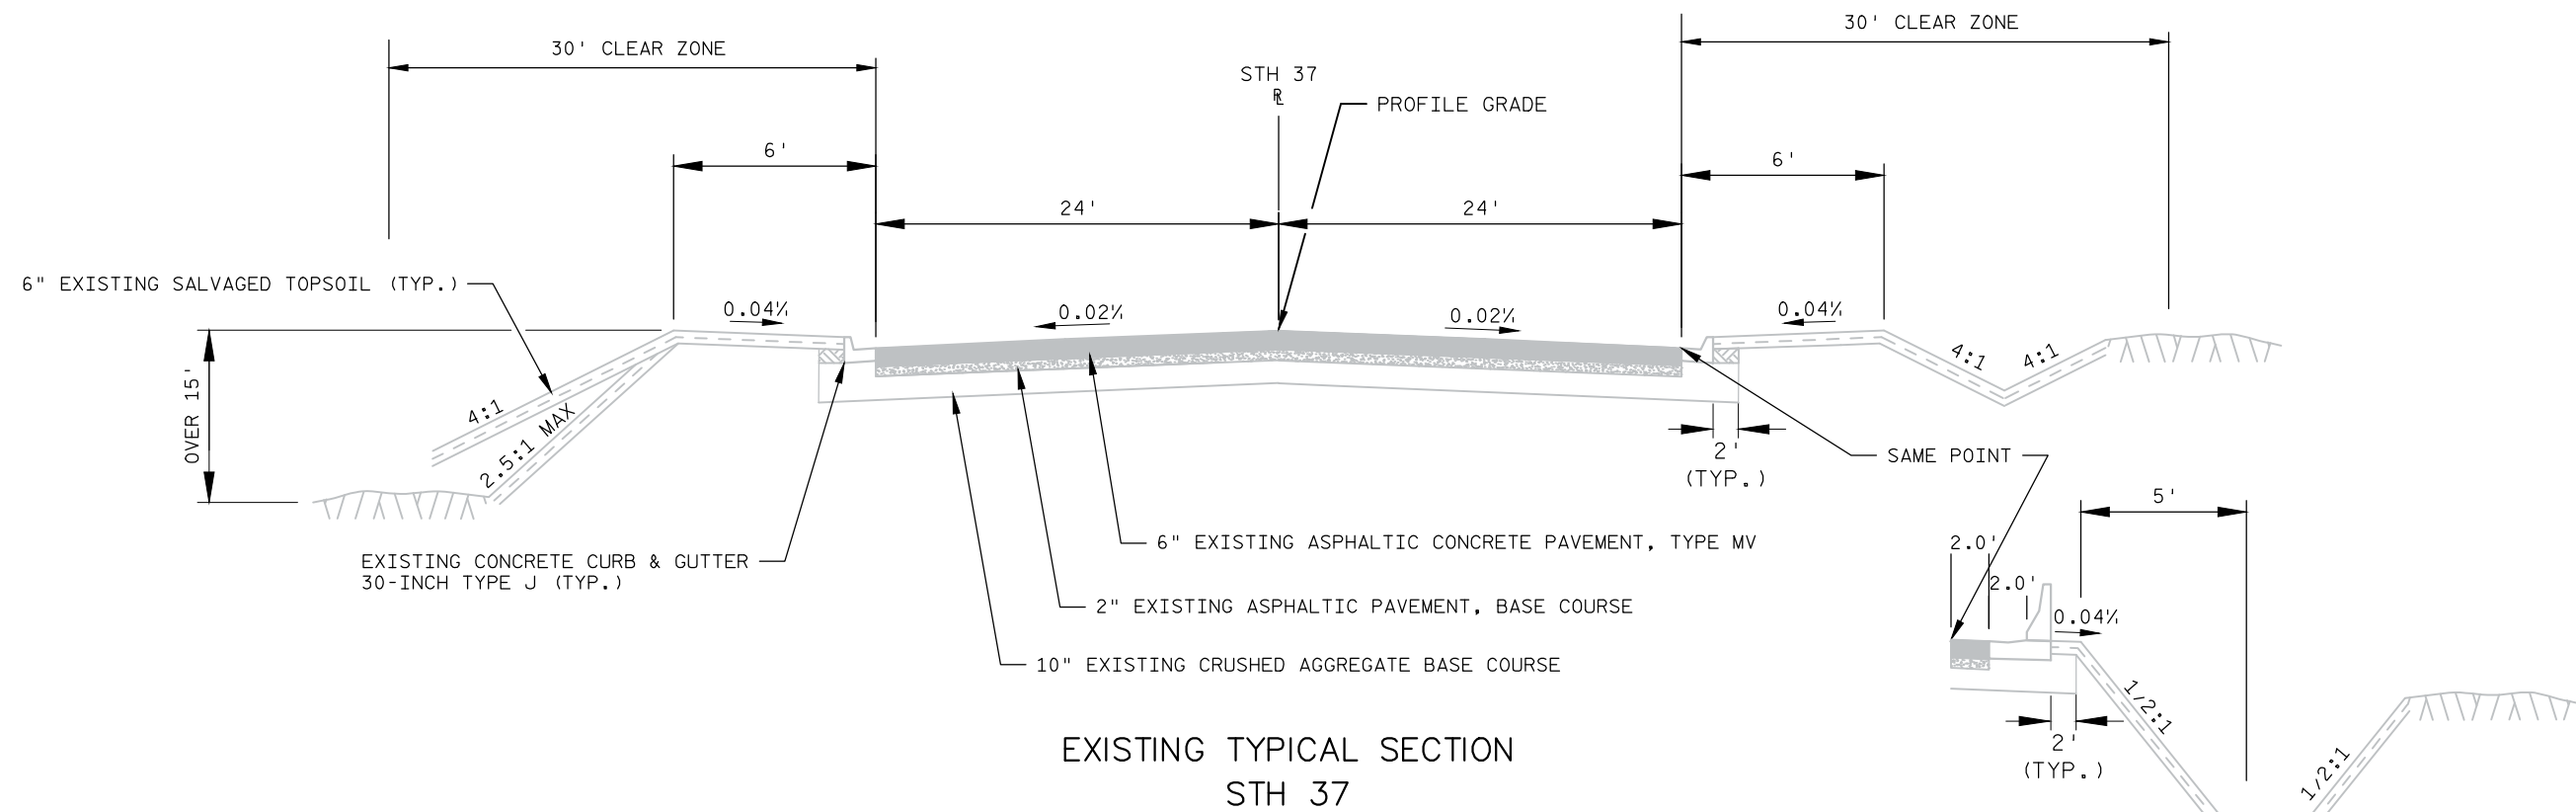 30' CLEAR ZONE
30' CLEAR ZONE
STH 37
R/L
PROFILE GRADE
6'
6'
24'
24'
6" EXISTING SALVAGED TOPSOIL (TYP.)
0.04'/'
0.02'/'
0.02'/'
0.04'/'
OVER 15'
4:1
2.5:1 MAX
4:1
4:1
2'
(TYP.)
SAME POINT
5'
EXISTING CONCRETE CURB & GUTTER
30-INCH TYPE J (TYP.)
6" EXISTING ASPHALTIC CONCRETE PAVEMENT, TYPE MV
2" EXISTING ASPHALTIC PAVEMENT, BASE COURSE
10" EXISTING CRUSHED AGGREGATE BASE COURSE
2.0'
2.0'
0.04'/'
1/2:1
1/2:1
2'
(TYP.)
EXISTING TYPICAL SECTION
STH 37